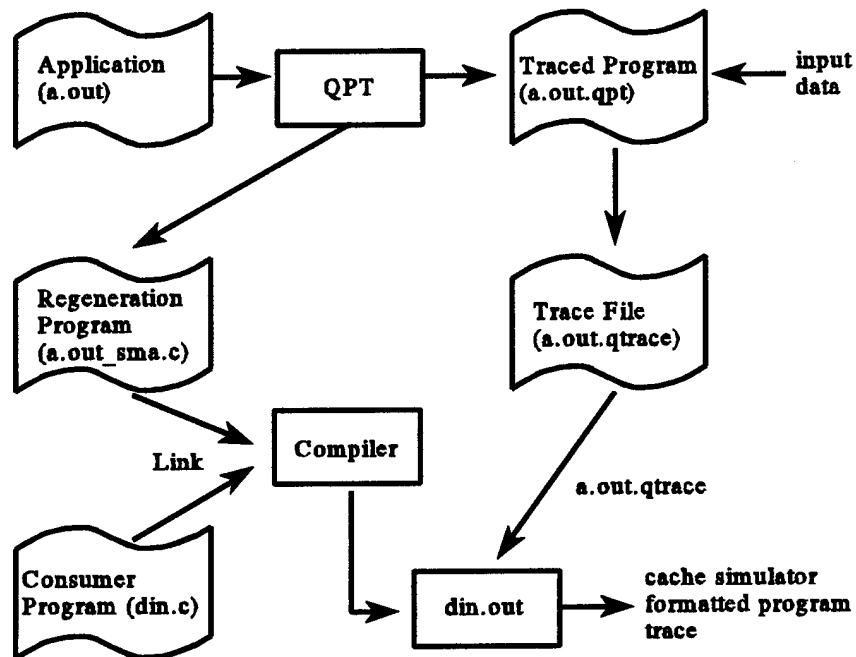 Application
(a.out)
QPT
Traced Program
(a.out.qpt)
input
data
Regeneration
Program
(a.out_sma.c)
Trace File
(a.out.qtrace)
Link
Compiler
a.out.qtrace
Consumer
Program (din.c)
din.out
cache simulator
formatted program
trace